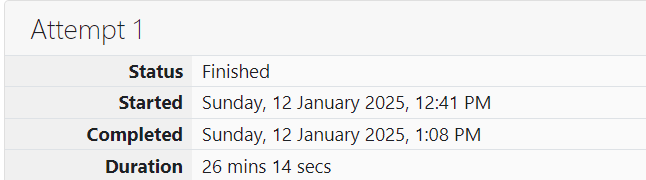 Attempt 1
Status Finished
Started Sunday, 12 January 2025, 12:41 PM
Completed Sunday, 12 January 2025, 1:08 PM
Duration 26 mins 14 secs